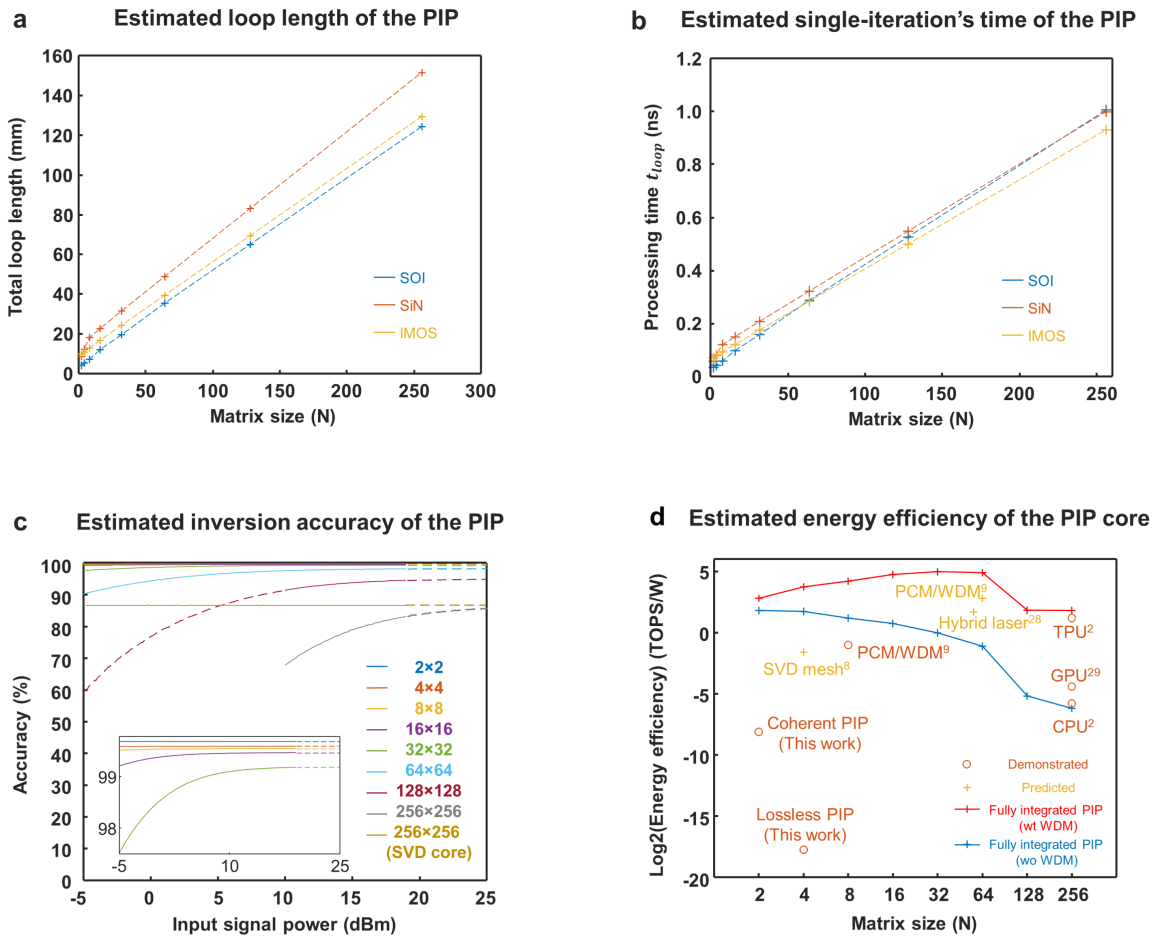 a Estimated loop length of the PIP
160
140
120
100
80
60
40
20
0
Total loop length (mm)
SOI
SiN
IMOS
0 50 100 150 200 250 300
Matrix size (N)
b Estimated single-iteration's time of the PIP
1.2
1.0
0.8
0.6
0.4
0.2
0
Processing time t_loop (ns)
SOI
SiN
IMOS
0 50 100 150 200 250
Matrix size (N)
c Estimated inversion accuracy of the PIP
100
90
80
70
60
50
40
30
20
10
0
Accuracy (%)
2×2
4×4
8×8
16×16
32×32
64×64
128×128
256×256
256×256
(SVD core)
99
98
-5 10 25
-5 0 5 10 15 20 25
Input signal power (dBm)
d Estimated energy efficiency of the PIP core
5
0
-5
-10
-15
-20
Log2(Energy efficiency) (TOPS/W)
PCM/WDM⁹
Hybrid laser²⁸
TPU²
SVD mesh⁸
PCM/WDM⁹
GPU²⁹
CPU²
Coherent PIP
(This work)
Lossless PIP
(This work)
Demonstrated
Predicted
Fully integrated PIP
(wt WDM)
Fully integrated PIP
(wo WDM)
2 4 8 16 32 64 128 256
Matrix size (N)